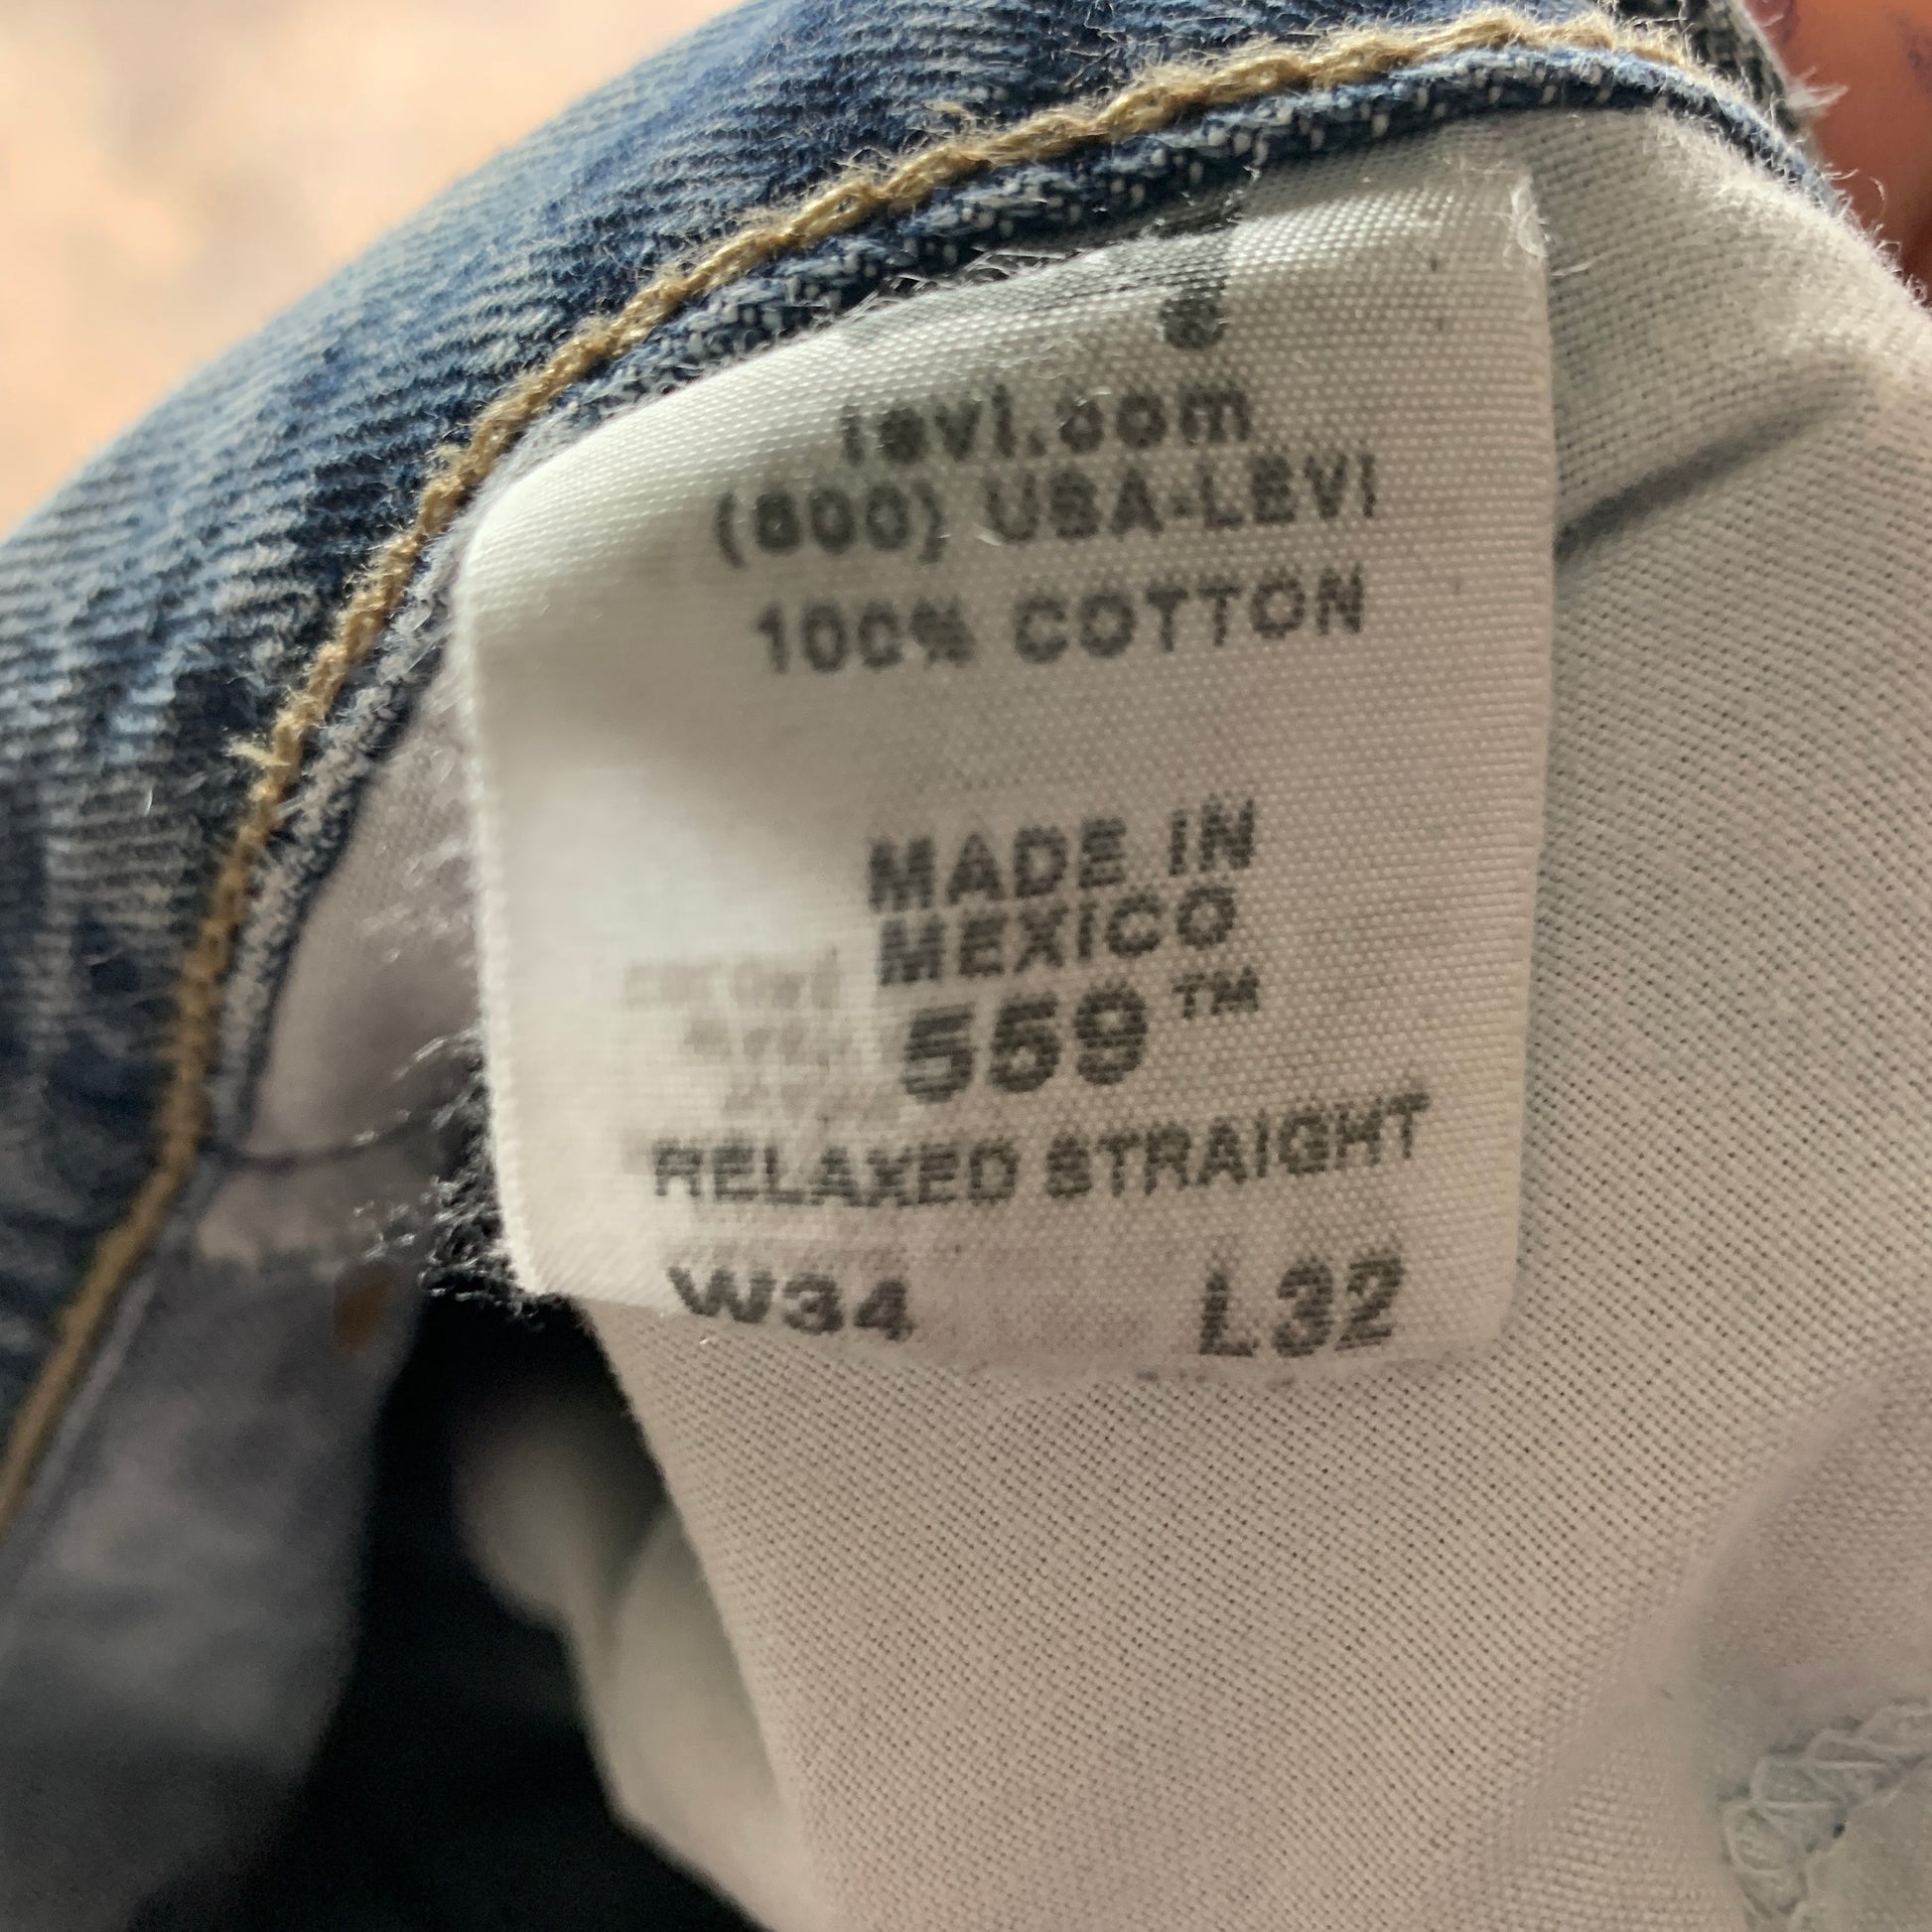 levi.com
(800) USA-LEVI
100% COTTON
MADE IN
MEXICO
559™
RELAXED STRAIGHT
W34 L32